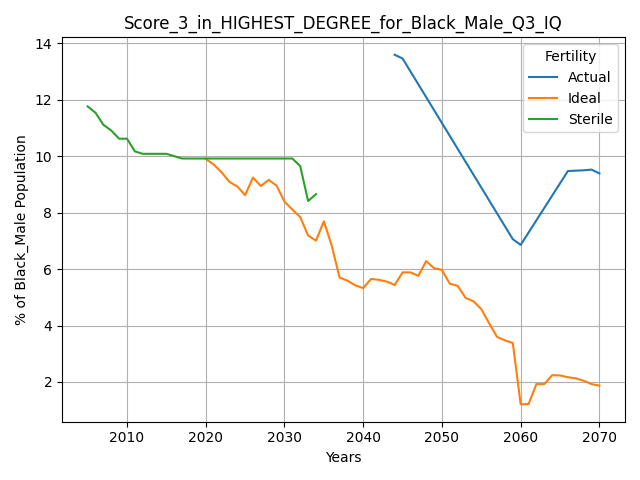 Score_3_in_HIGHEST_DEGREE_for_Black_Male_Q3_IQ
% of Black_Male Population
14
12
10
8
6
4
2
Fertility
Actual
Ideal
Sterile
2010 2020 2030 2040 2050 2060 2070
Years